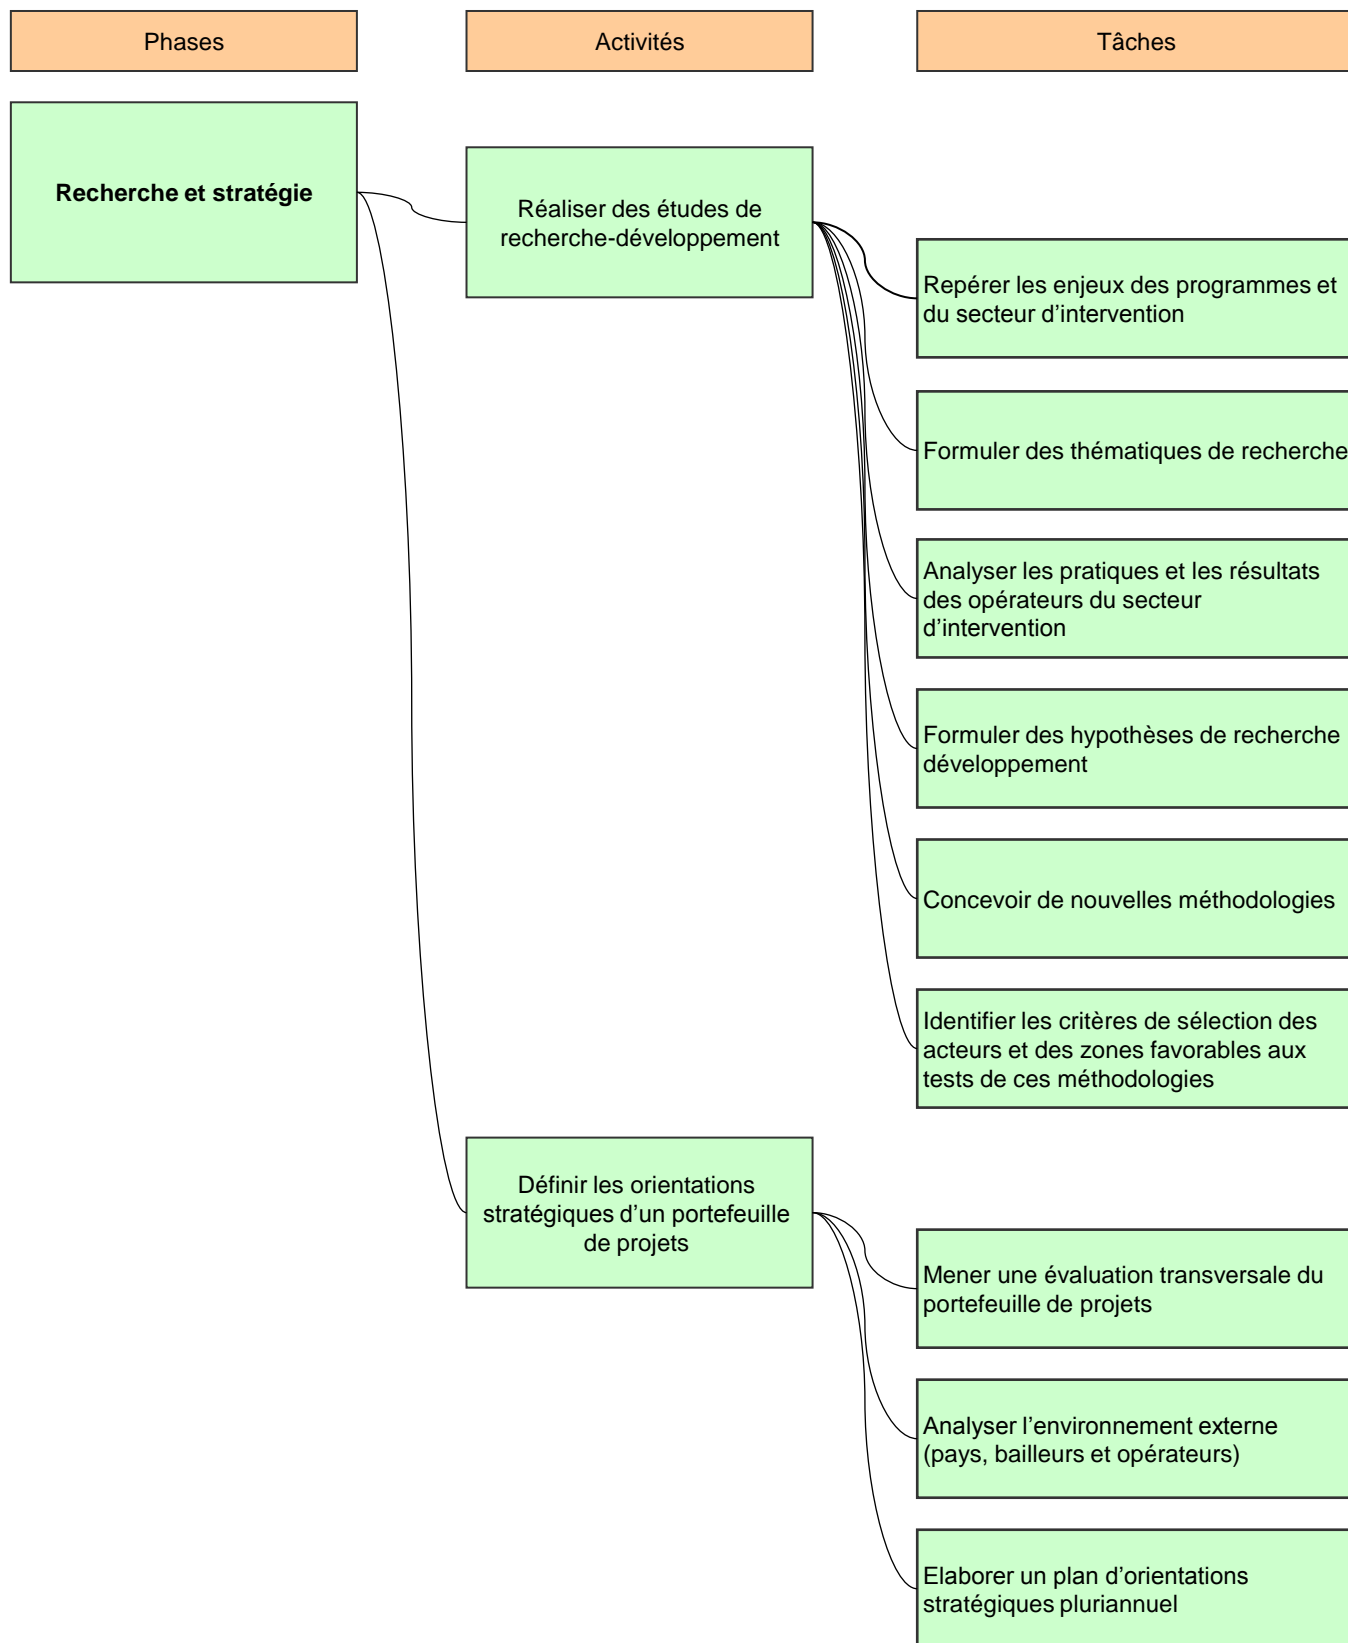 Phases
Activités
Tâches
Recherche et stratégie
Réaliser des études de
recherche-développement
Repérer les enjeux des programmes et
du secteur d’intervention
Formuler des thématiques de recherche
Analyser les pratiques et les résultats
des opérateurs du secteur
d’intervention
Formuler des hypothèses de recherche
développement
Concevoir de nouvelles méthodologies
Identifier les critères de sélection des
acteurs et des zones favorables aux
tests de ces méthodologies
Définir les orientations
stratégiques d’un portefeuille
de projets
Mener une évaluation transversale du
portefeuille de projets
Analyser l’environnement externe
(pays, bailleurs et opérateurs)
Elaborer un plan d’orientations
stratégiques pluriannuel